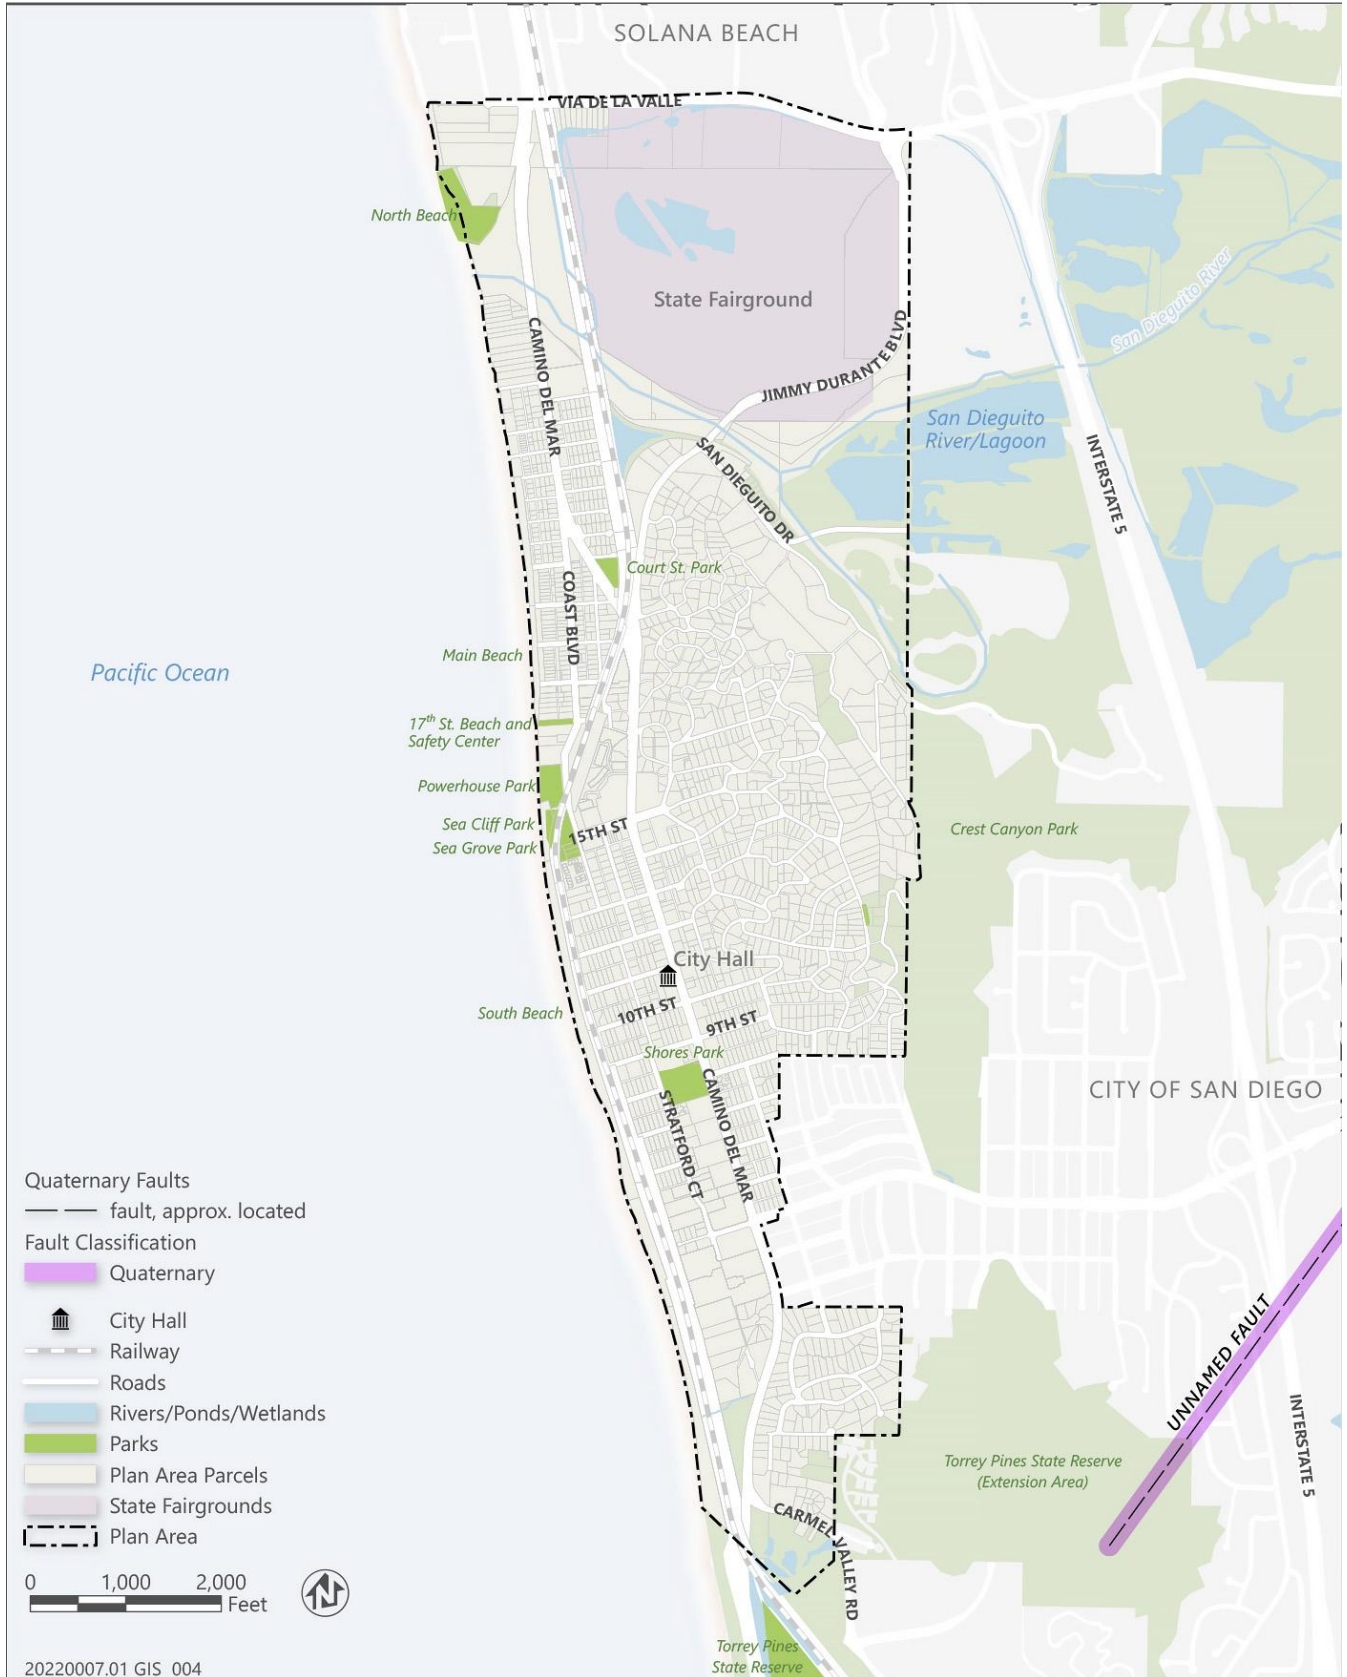 SOLANA BEACH
VIA DE LA VALLE
North Beach
State Fairground
San Dieguito River
CAMINO DEL MAR
JIMMY DURANTE BLVD
San Dieguito
River/Lagoon
SAN DIEGUITO DR
INTERSTATE 5
Court St. Park
COAST BLVD
Main Beach
Pacific Ocean
17th St. Beach and
Safety Center
Powerhouse Park
Sea Cliff Park
15TH ST
Crest Canyon Park
Sea Grove Park
City Hall
South Beach
10TH ST
9TH ST
Shores Park
CITY OF SAN DIEGO
STRATFORD CT
CAMINO DEL MAR
Quaternary Faults
fault, approx. located
Fault Classification
Quaternary
City Hall
Railway
Roads
Rivers/Ponds/Wetlands
Parks
Plan Area Parcels
State Fairgrounds
Plan Area
UNNAMED FAULT
INTERSTATE 5
Torrey Pines State Reserve
(Extension Area)
CARMEL VALLEY RD
0 1,000 2,000
Feet
N
Torrey Pines
State Reserve
20220007.01 GIS 004